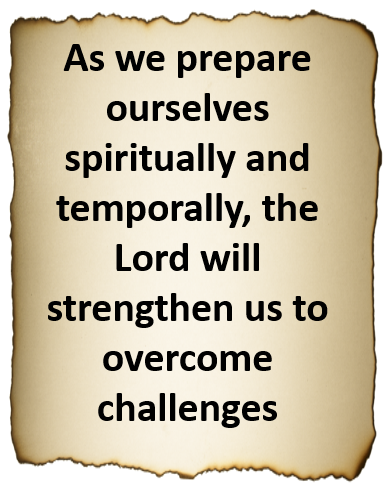 As we prepare
ourselves
spiritually and
temporally, the
Lord will
strengthen us to
overcome
challenges